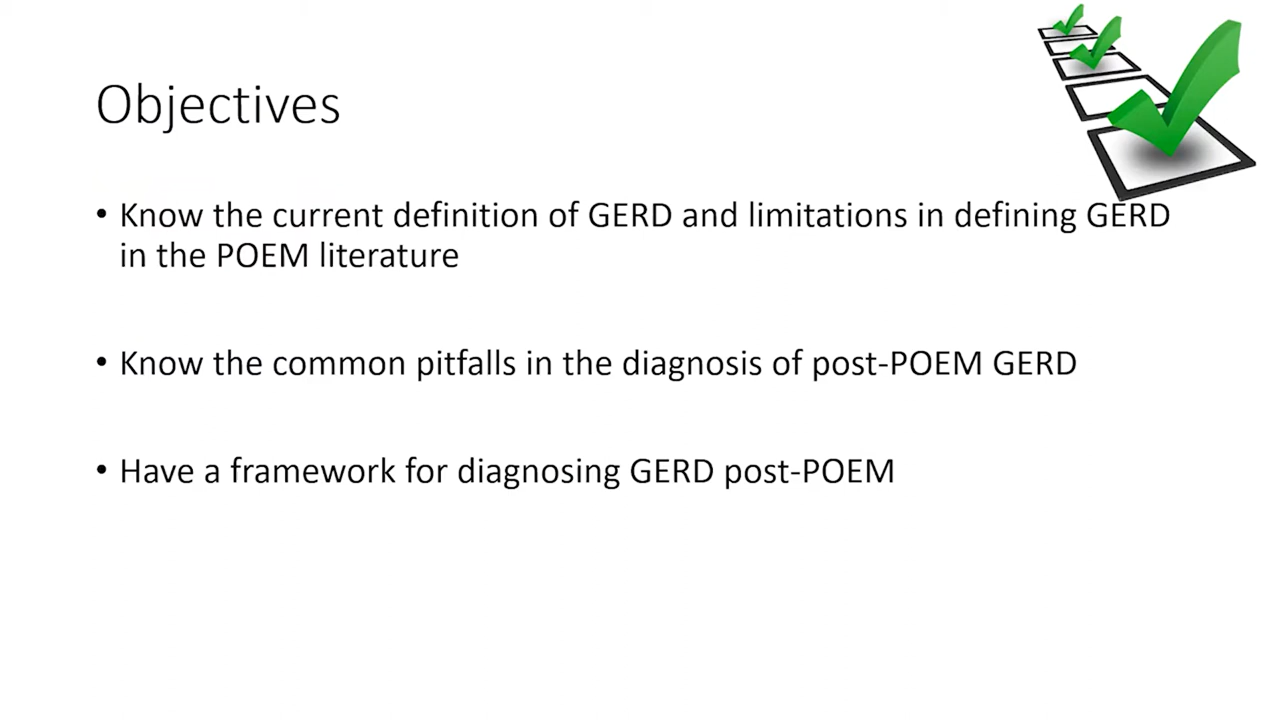 Objectives
• Know the current definition of GERD and limitations in defining GERD
in the POEM literature
• Know the common pitfalls in the diagnosis of post-POEM GERD
• Have a framework for diagnosing GERD post-POEM